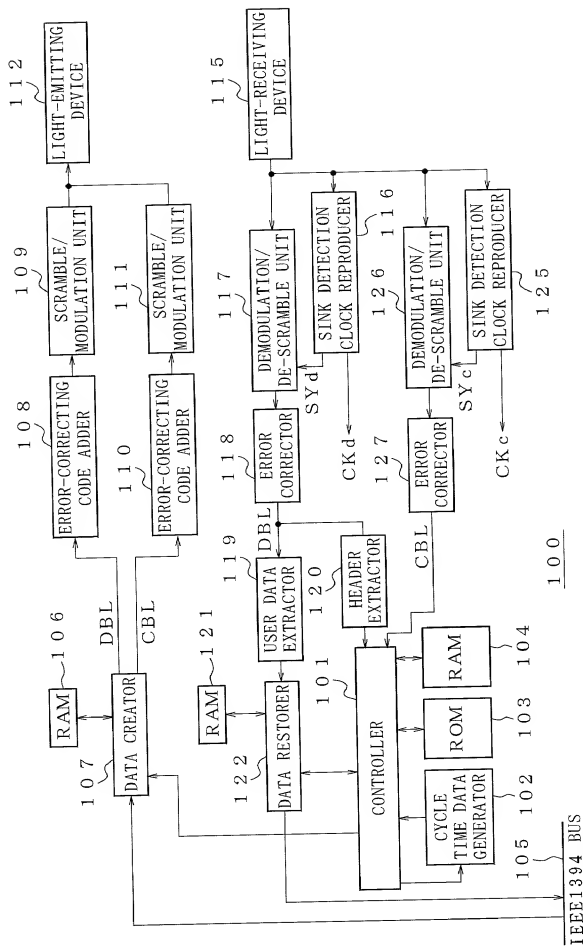 112
LIGHT-EMITTING
DEVICE
115
LIGHT-RECEIVING
DEVICE
109
SCRAMBLE/
MODULATION UNIT
111
SCRAMBLE/
MODULATION UNIT
117
DEMODULATION/
DE-SCRAMBLE UNIT
SINK DETECTION
CLOCK REPRODUCER
116
126
DEMODULATION/
DE-SCRAMBLE UNIT
SINK DETECTION
CLOCK REPRODUCER
125
SYd
CKd
SYc
CKc
108
ERROR-CORRECTING
CODE ADDER
110
ERROR-CORRECTING
CODE ADDER
118
ERROR
CORRECTOR
127
ERROR
CORRECTOR
DBL
CBL
DBL
CBL
119
USER DATA
EXTRACTOR
120
HEADER
EXTRACTOR
100
106
RAM
107
DATA CREATOR
121
RAM
122
DATA RESTORER
101
CONTROLLER
RAM
104
ROM
103
CYCLE
TIME DATA
GENERATOR
102
105
IEEE1394 BUS